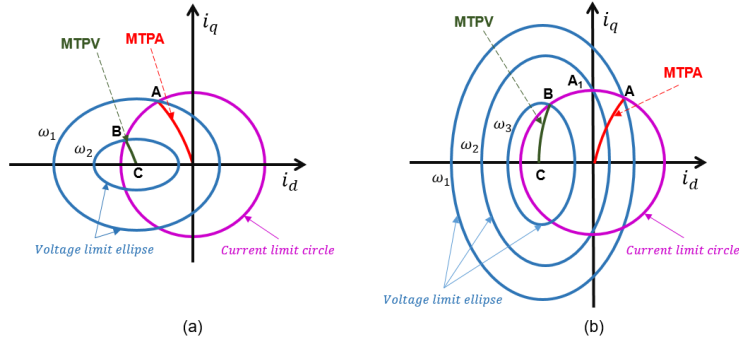 MTPV
MTPA
i_q
A
ω₁
B
ω₂
C
i_d
Voltage limit ellipse
Current limit circle
(a)
i_q
MTPV
A₁
A
MTPA
B
ω₃
ω₂
C
ω₁
i_d
Current limit circle
Voltage limit ellipse
(b)